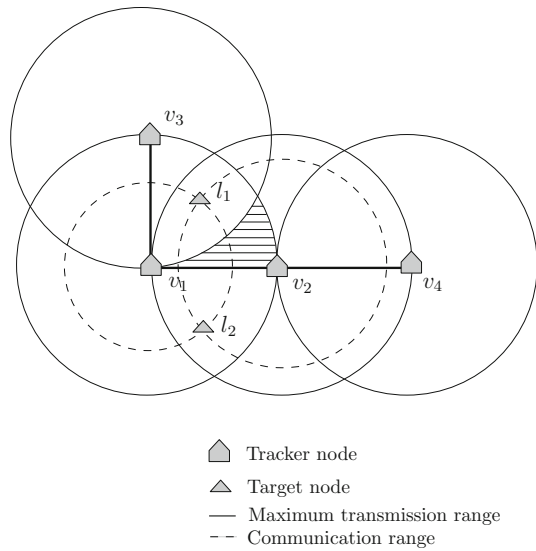 v3
l1
v1
v2
v4
l2
Tracker node
Target node
Maximum transmission range
Communication range